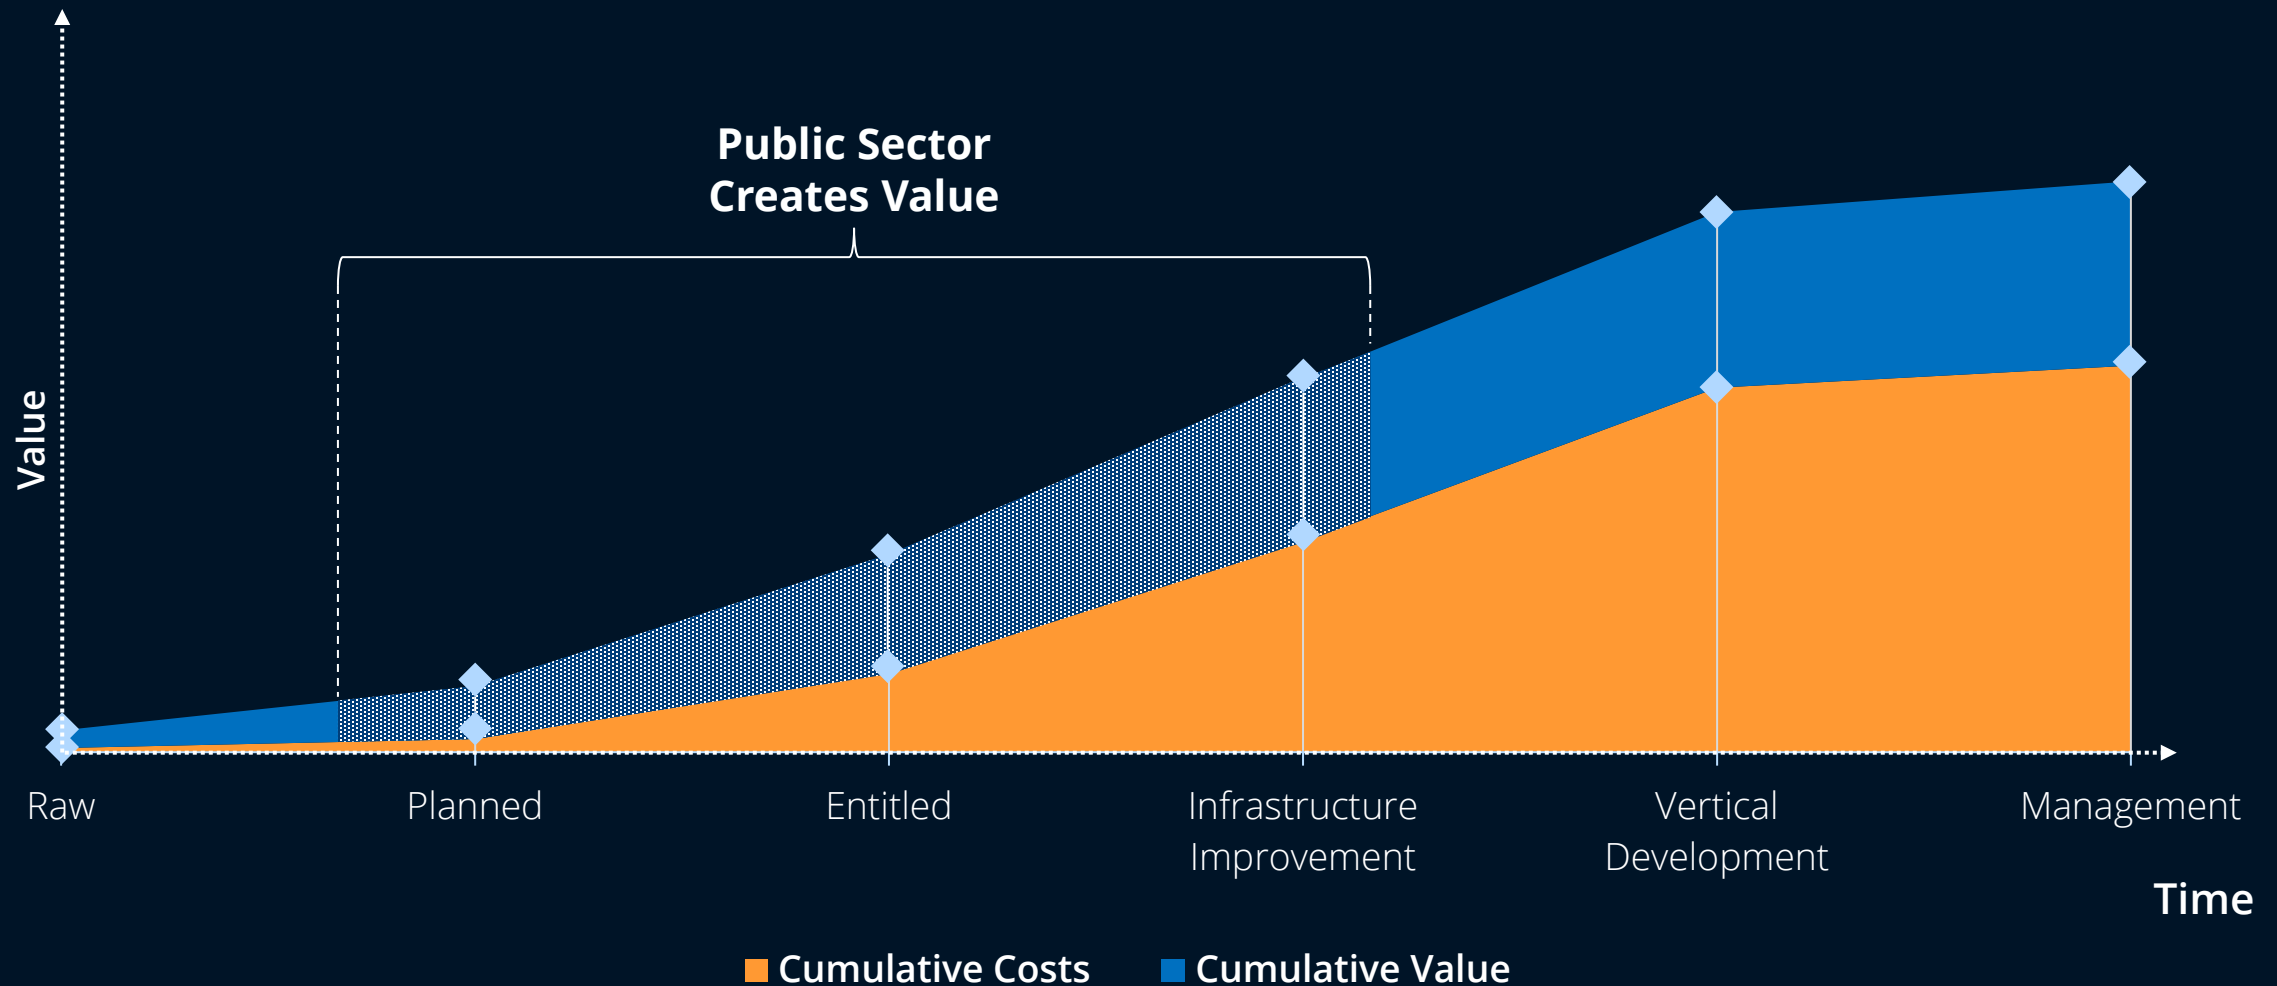 Public Sector
Creates Value
Value
Raw
Planned
Entitled
Infrastructure
Improvement
Vertical
Development
Management
Time
Cumulative Costs
Cumulative Value